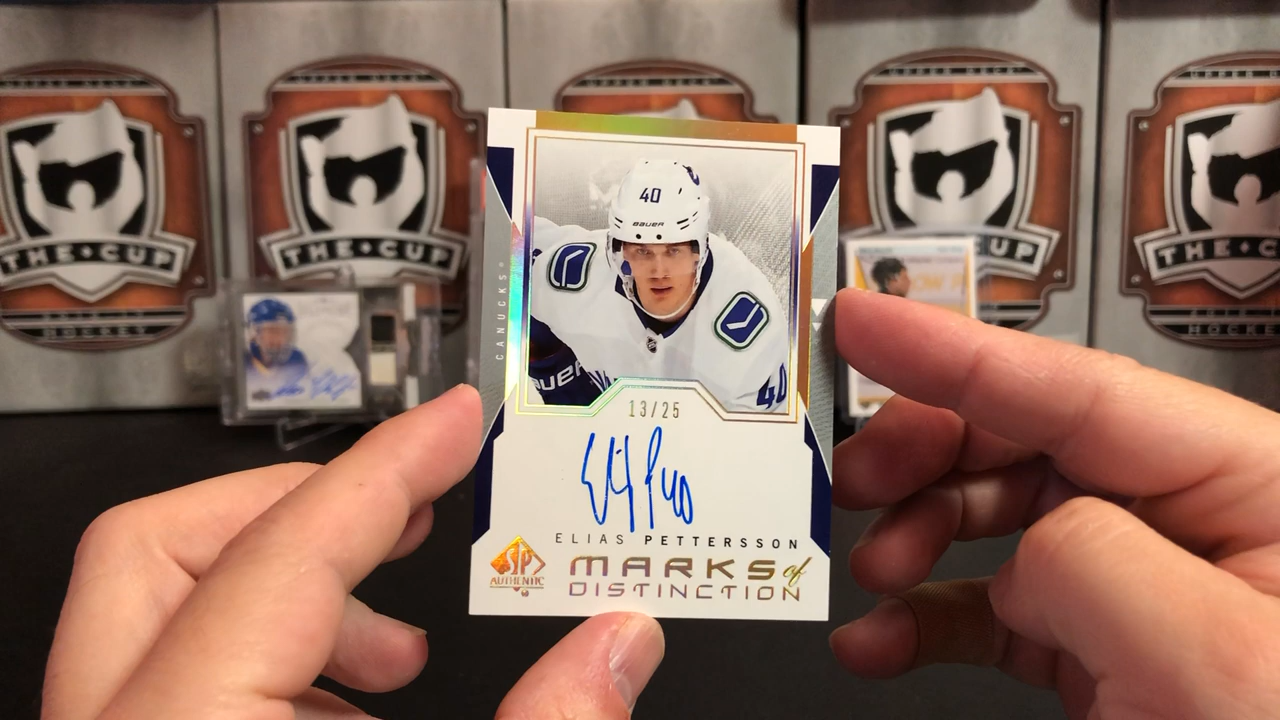 THE CUP
HOCKEY
THE CUP
THE CUP
THE CUP
HOCKEY
CANUCKS
40
BAUER
BAUER
40
13/25
ELIAS PETTERSSON
SP
AUTHENTIC
MARKS of
DISTINCTION